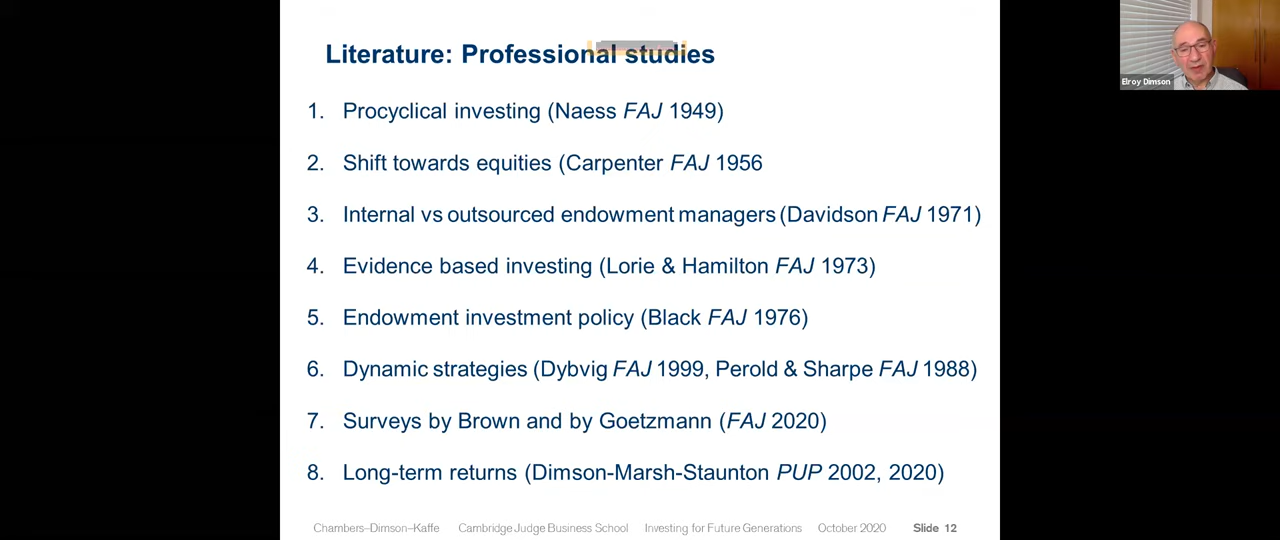 Literature: Professional studies
Elroy Dimson
1. Procyclical investing (Naess FAJ 1949)
2. Shift towards equities (Carpenter FAJ 1956
3. Internal vs outsourced endowment managers (Davidson FAJ 1971)
4. Evidence based investing (Lorie & Hamilton FAJ 1973)
5. Endowment investment policy (Black FAJ 1976)
6. Dynamic strategies (Dybvig FAJ 1999, Perold & Sharpe FAJ 1988)
7. Surveys by Brown and by Goetzmann (FAJ 2020)
8. Long-term returns (Dimson-Marsh-Staunton PUP 2002, 2020)
Chambers–Dimson–Kaffe Cambridge Judge Business School Investing for Future Generations October 2020 Slide 12